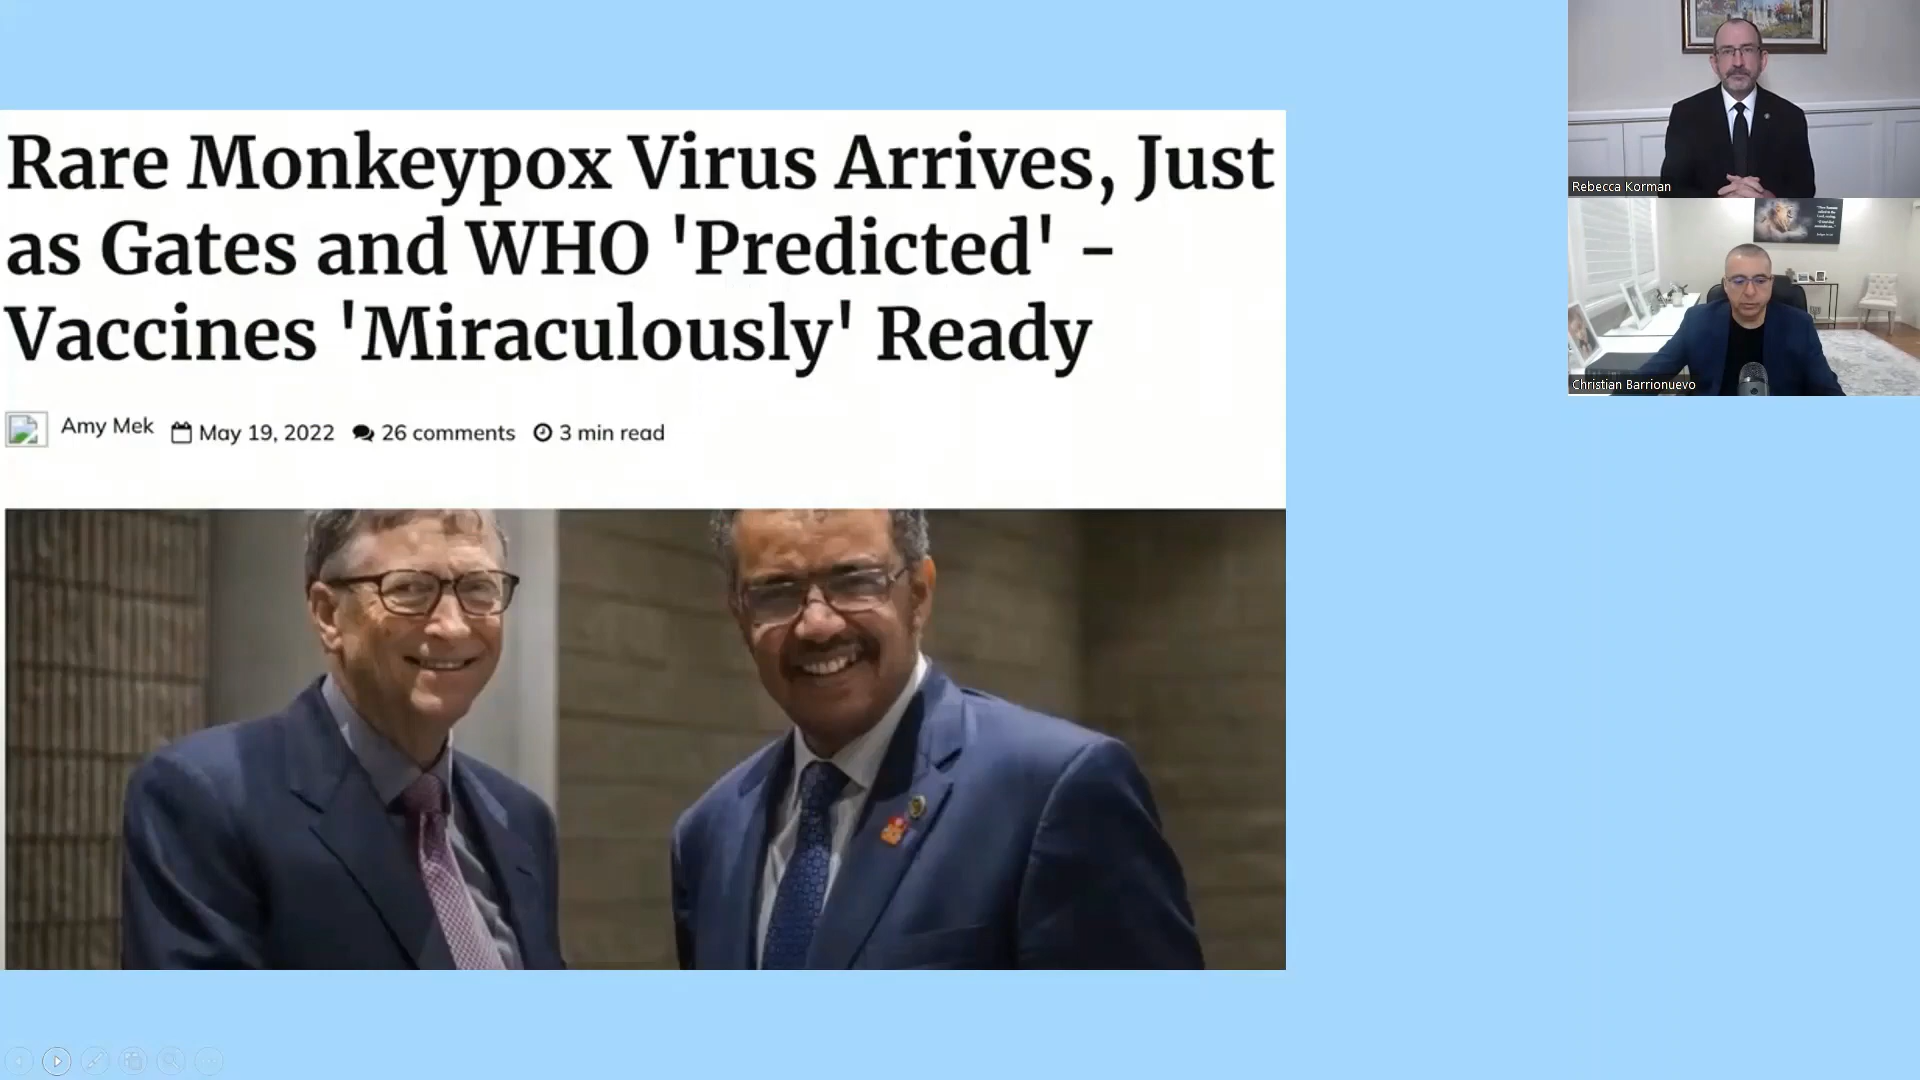 Rare Monkeypox Virus Arrives, Just
as Gates and WHO 'Predicted' -
Vaccines 'Miraculously' Ready
Amy Mek May 19, 2022 26 comments 3 min read
Rebecca Korman
Christian Barrionuevo